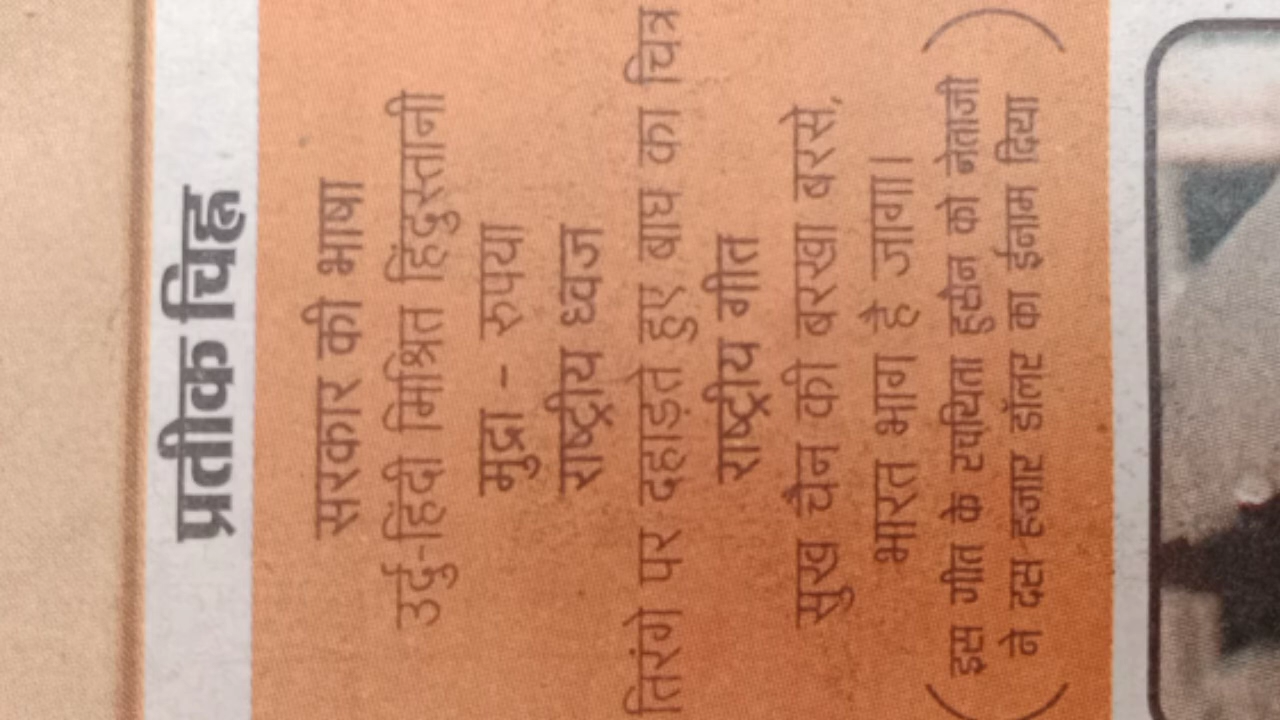 प्रतीक चिह्न
सरकार की भाषा
उर्दु-हिंदी मिश्रित हिंदुस्तानी
मुद्रा - रुपया
राष्ट्रीय ध्वज
तिरंगे पर दहाड़ते हुए बाघ का चित्र
राष्ट्रीय गीत
सुख चैन की बरखा बरसे,
भारत भाग है जागा।
(इस गीत के रचयिता हुसैन को नेताजी
ने दस हजार डॉलर का ईनाम दिया)